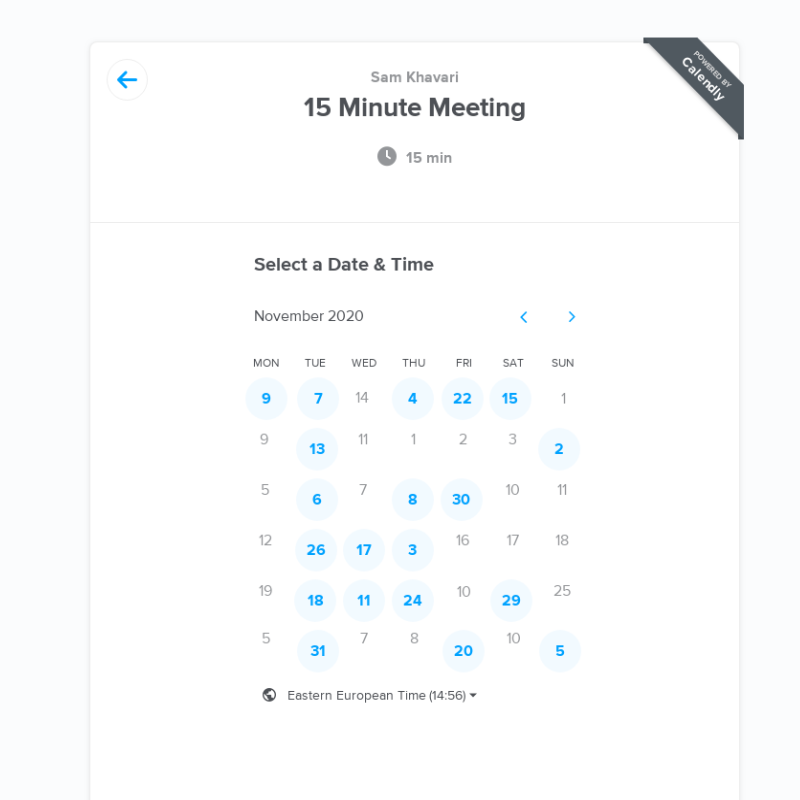 POWERED BY
Calendly
Sam Khavari
15 Minute Meeting
15 min
Select a Date & Time
November 2020
MON TUE WED THU FRI SAT SUN
9 7 14 4 22 15 1
9 13 11 1 2 3 2
5 6 7 8 30 10 11
12 26 17 3 16 17 18
19 18 11 24 10 29 25
5 31 7 8 20 10 5
Eastern European Time (14:56)